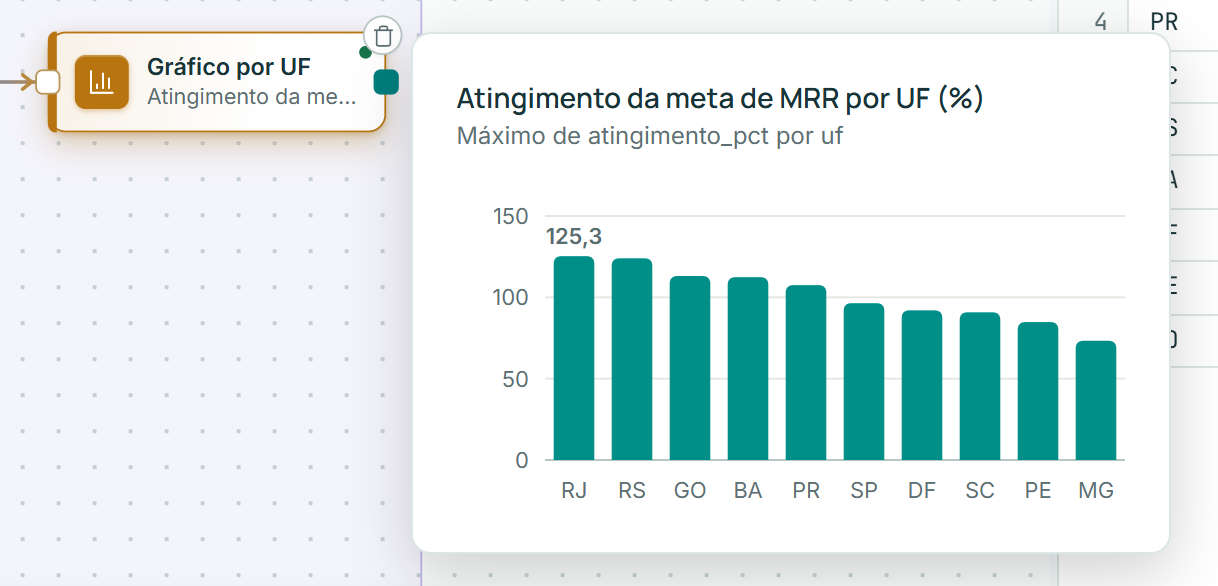 Gráfico por UF
Atingimento da me...
4 PR
Atingimento da meta de MRR por UF (%)
Máximo de atingimento_pct por uf
150
125,3
100
50
0
RJ RS GO BA PR SP DF SC PE MG